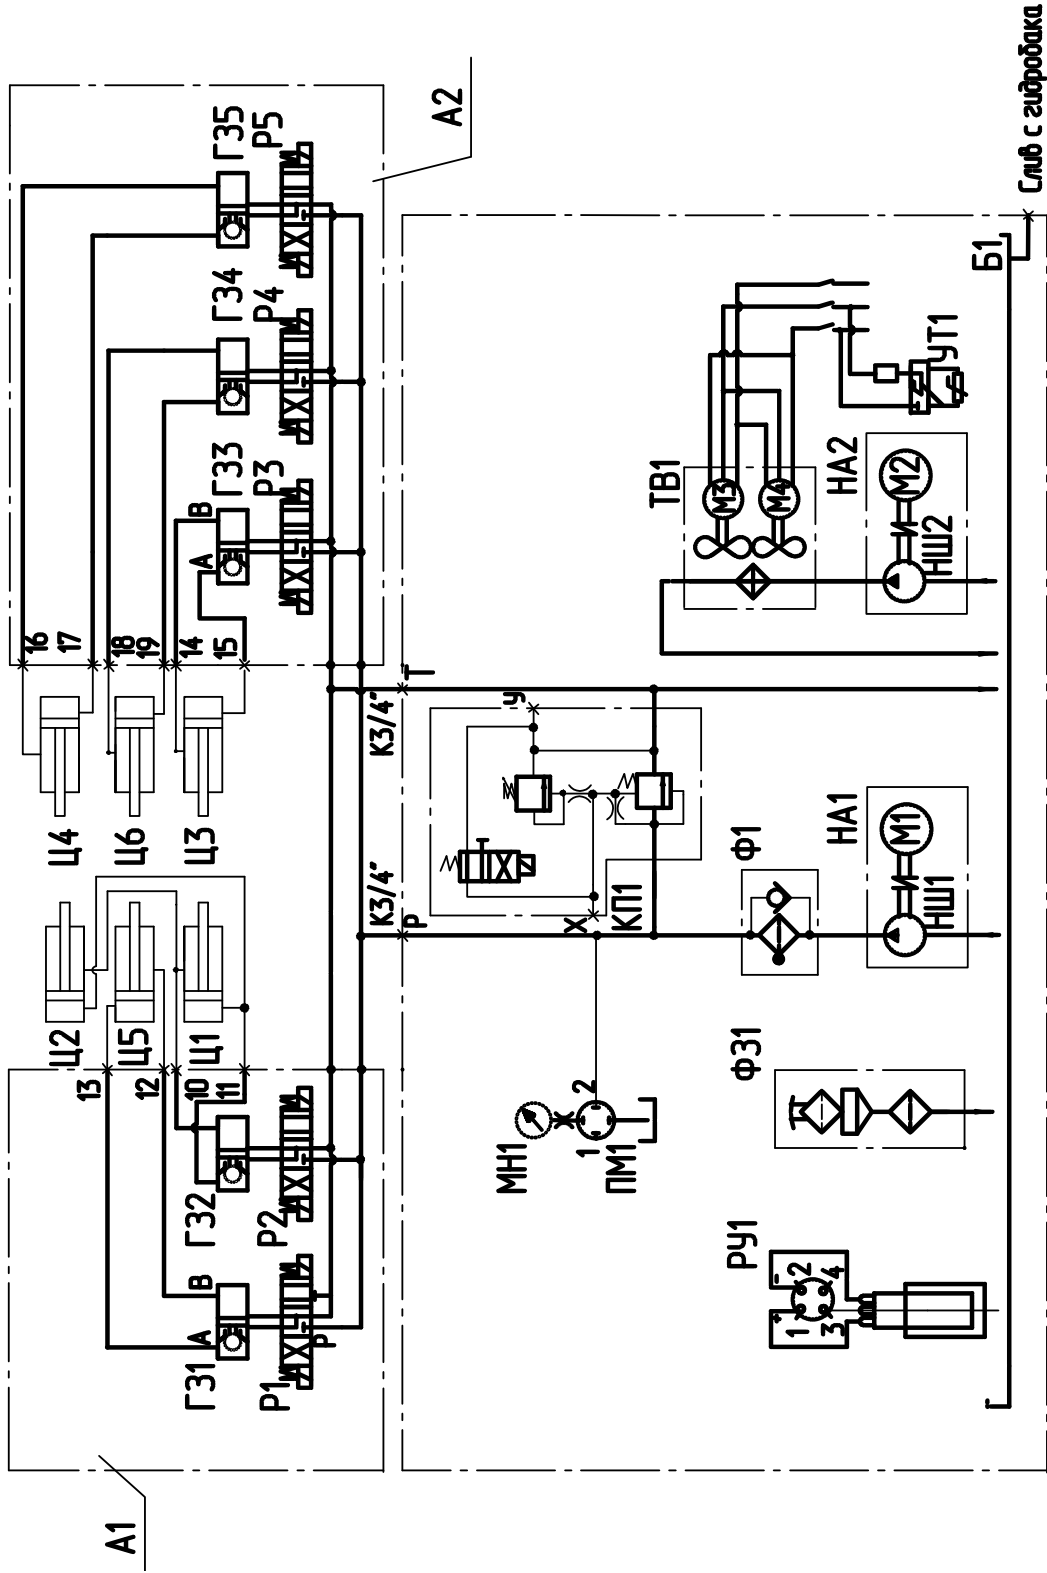 А1
Г31
Р1
А
В
Р
Г32
Р2
13
12
10
11
Ц2
Ц5
Ц1
Ц4
Ц6
Ц3
16
17
18
19
14
15
А
В
Г33
Р3
Г34
Р4
Г35
Р5
А2
К3/4"
Р
К3/4"
Т
РУ1
+
-
1
2
3
4
МН1
ПМ1
1
2
Ф31
Х
У
КП1
Ф1
НА1
М1
НШ1
ТВ1
М3
М4
НА2
М2
НШ2
УТ1
Б1
Слив с гидробака